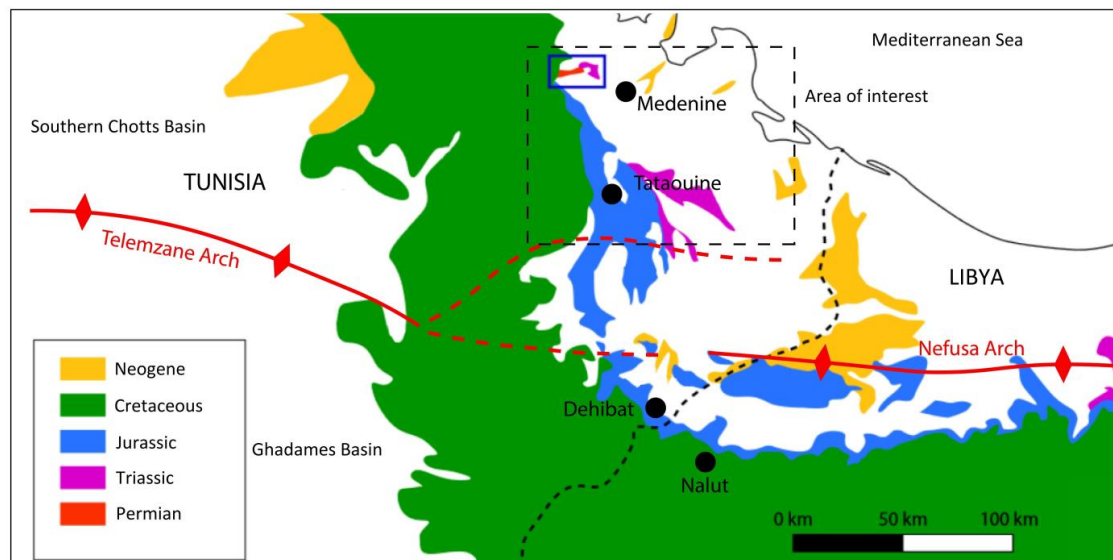 Mediterranean Sea
Area of interest
Medenine
Southern Chotts Basin
TUNISIA
Tataouine
Telemzane Arch
LIBYA
Nefusa Arch
Neogene
Cretaceous
Jurassic
Triassic
Permian
Ghadames Basin
Dehibat
Nalut
0 km 50 km 100 km